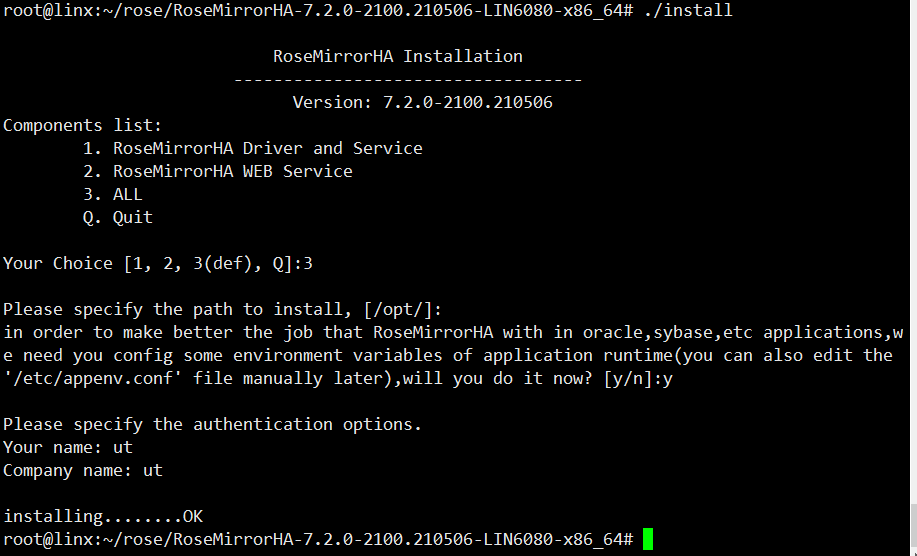 root@linx:~/rose/RoseMirrorHA-7.2.0-2100.210506-LIN6080-x86_64# ./install
RoseMirrorHA Installation
-----------------------------------
Version: 7.2.0-2100.210506
Components list:
1. RoseMirrorHA Driver and Service
2. RoseMirrorHA WEB Service
3. ALL
Q. Quit
Your Choice [1, 2, 3(def), Q]:3
Please specify the path to install, [/opt/]:
in order to make better the job that RoseMirrorHA with in oracle,sybase,etc applications,w
e need you config some environment variables of application runtime(you can also edit the
'/etc/appenv.conf' file manually later),will you do it now? [y/n]:y
Please specify the authentication options.
Your name: ut
Company name: ut
installing........OK
root@linx:~/rose/RoseMirrorHA-7.2.0-2100.210506-LIN6080-x86_64#